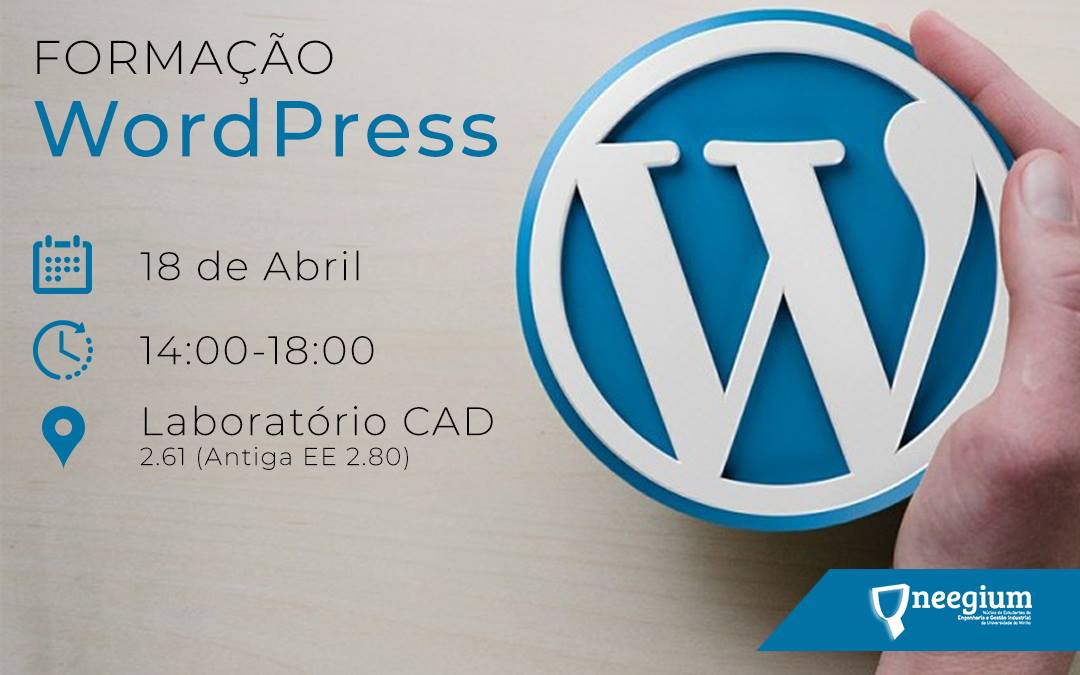 FORMAÇÃO
WordPress
18 de Abril
14:00-18:00
Laboratório CAD
2.61 (Antiga EE 2.80)
neegium
Núcleo de Estudantes de
Engenharia e Gestão Industrial
da Universidade do Minho